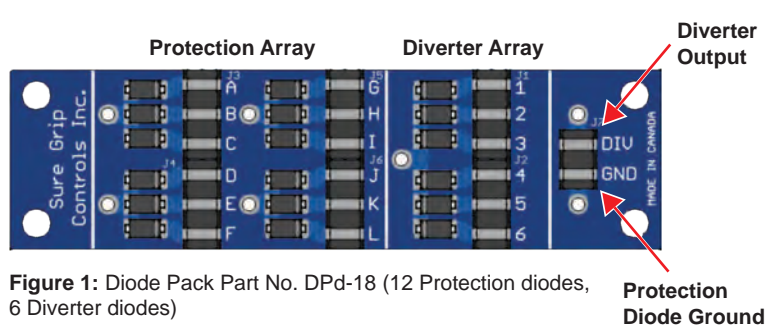 Diverter
Output
Protection Array
Diverter Array
Sure Grip
Controls Inc.
J3
A
B
C
J4
D
E
F
J5
G
H
I
J6
J
K
L
J1
1
2
3
J2
4
5
6
J7
DIV
GND
MADE IN CANADA
Figure 1: Diode Pack Part No. DPd-18 (12 Protection diodes,
6 Diverter diodes)
Protection
Diode Ground